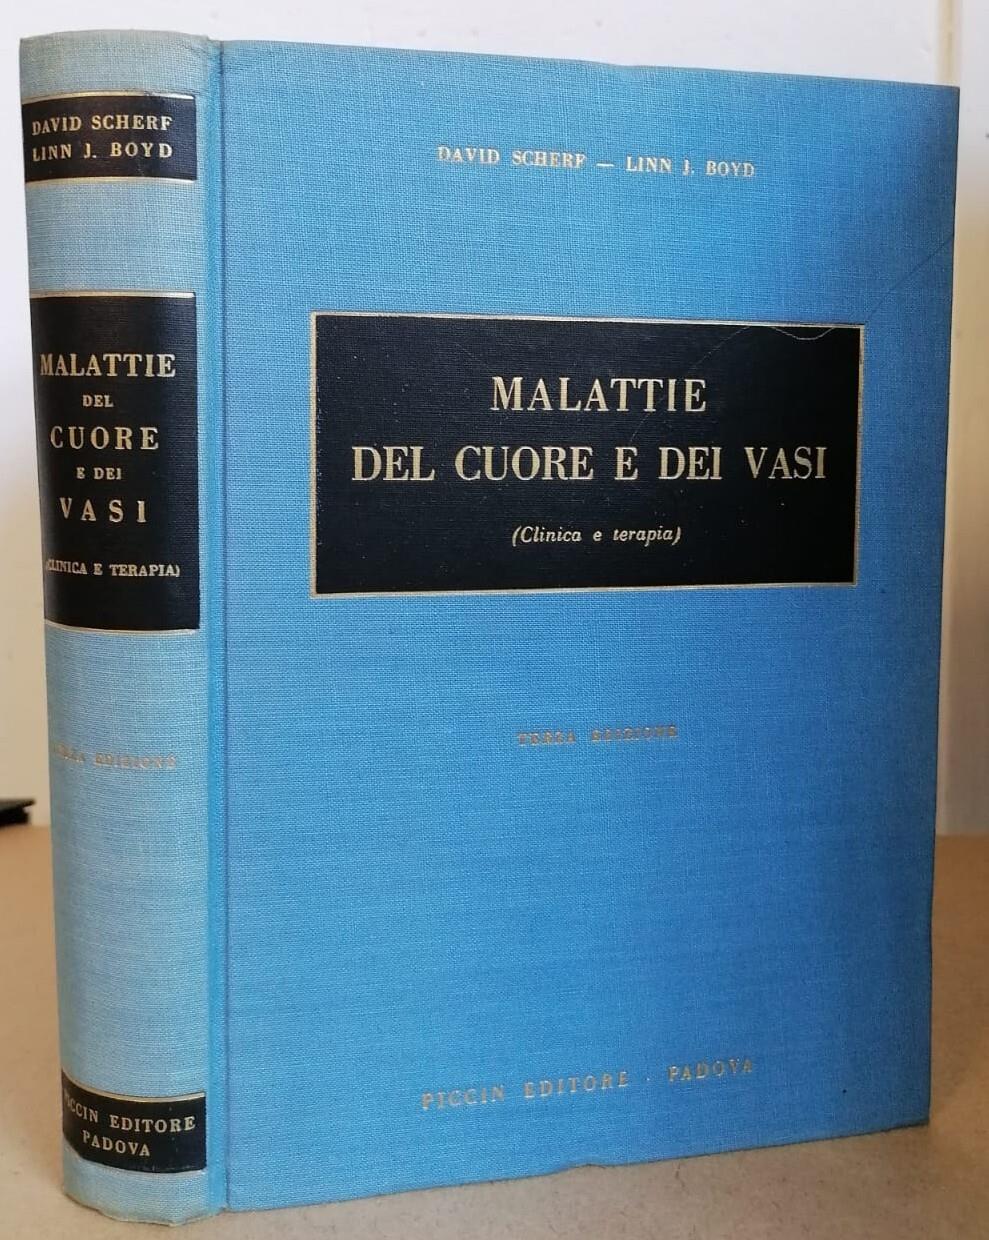 DAVID SCHERF
LINN J. BOYD
MALATTIE
DEL
CUORE
E DEI
VASI
(CLINICA E TERAPIA)
TERZA EDIZIONE
PICCIN EDITORE
PADOVA
DAVID SCHERF — LINN J. BOYD
MALATTIE
DEL CUORE E DEI VASI
(Clinica e terapia)
TERZA EDIZIONE
PICCIN EDITORE · PADOVA